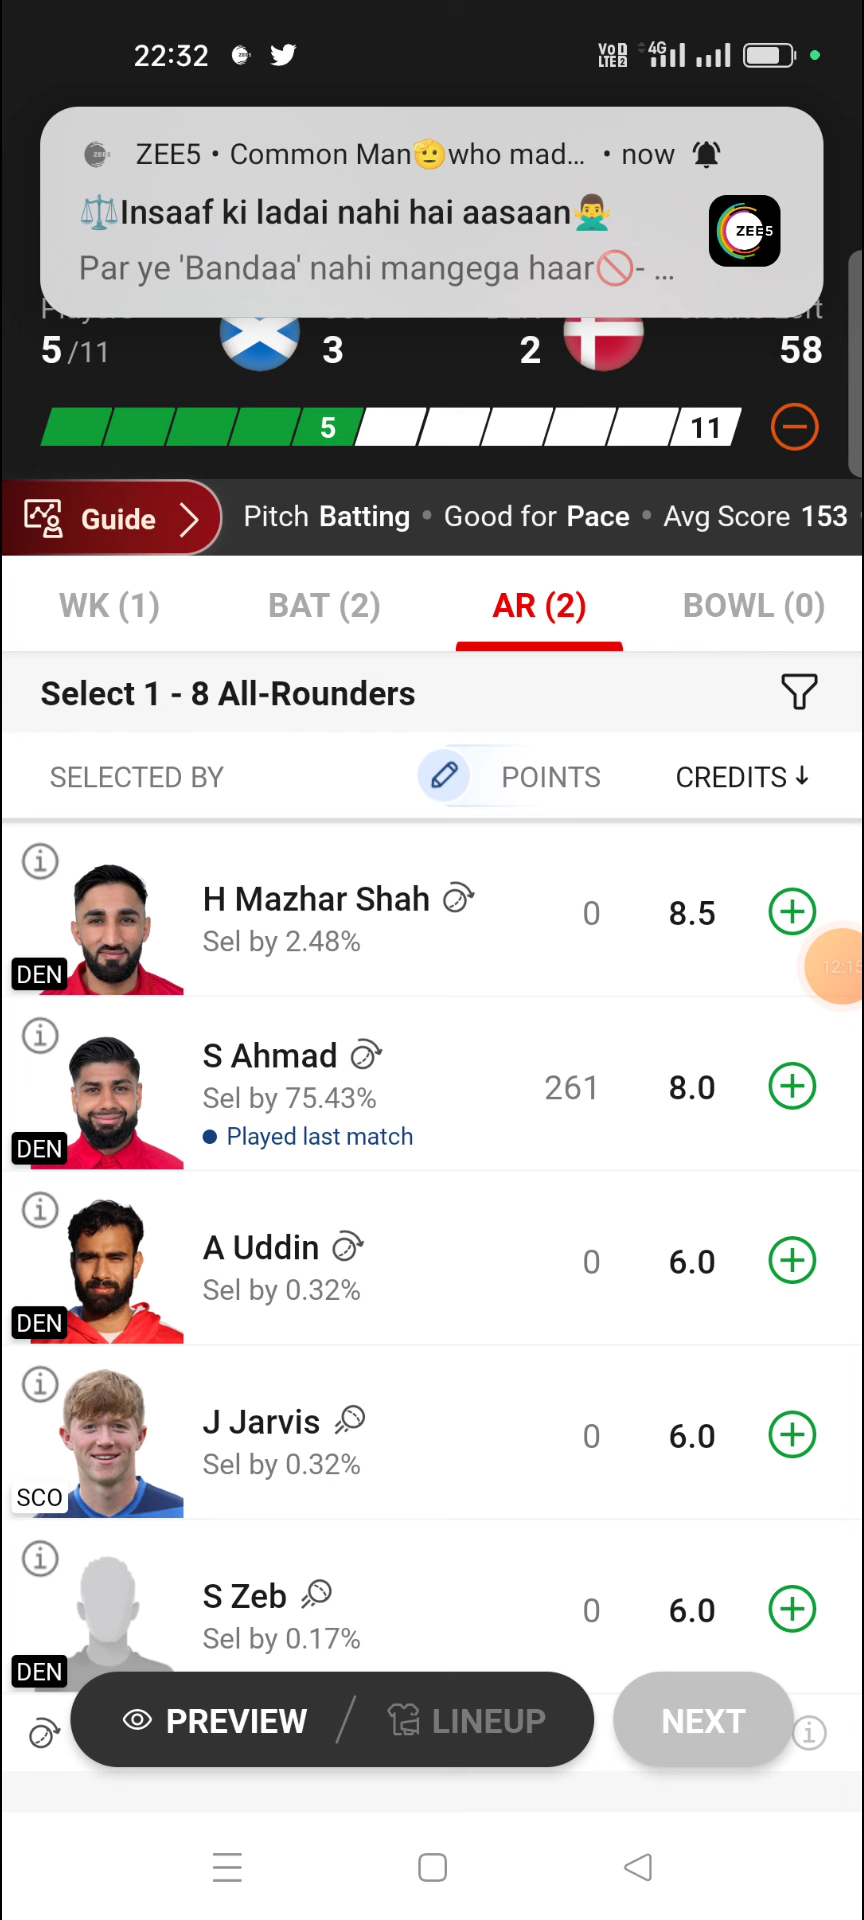 22:32 VoD LTE2 4G
ZEE5 • Common Man🫡who mad... • now
⚖️Insaaf ki ladai nahi hai aasaan🙅‍♂️
Par ye 'Bandaa' nahi mangega haar🚫- ...
ZEE5
5/11 3 2 58
5 11
Guide Pitch Batting • Good for Pace • Avg Score 153
WK (1) BAT (2) AR (2) BOWL (0)
Select 1 - 8 All-Rounders
SELECTED BY POINTS CREDITS ↓
H Mazhar Shah 0 8.5
Sel by 2.48%
DEN
12:15
S Ahmad 261 8.0
Sel by 75.43%
• Played last match
DEN
A Uddin 0 6.0
Sel by 0.32%
DEN
J Jarvis 0 6.0
Sel by 0.32%
SCO
S Zeb 0 6.0
Sel by 0.17%
DEN
PREVIEW / LINEUP NEXT